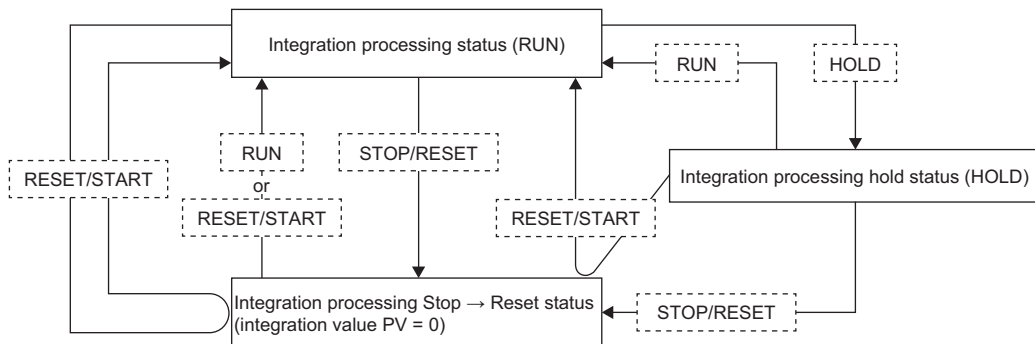 Integration processing status (RUN)
RUN
HOLD
RUN
STOP/RESET
RESET/START
or
RESET/START
RESET/START
Integration processing hold status (HOLD)
Integration processing Stop → Reset status
(integration value PV = 0)
STOP/RESET